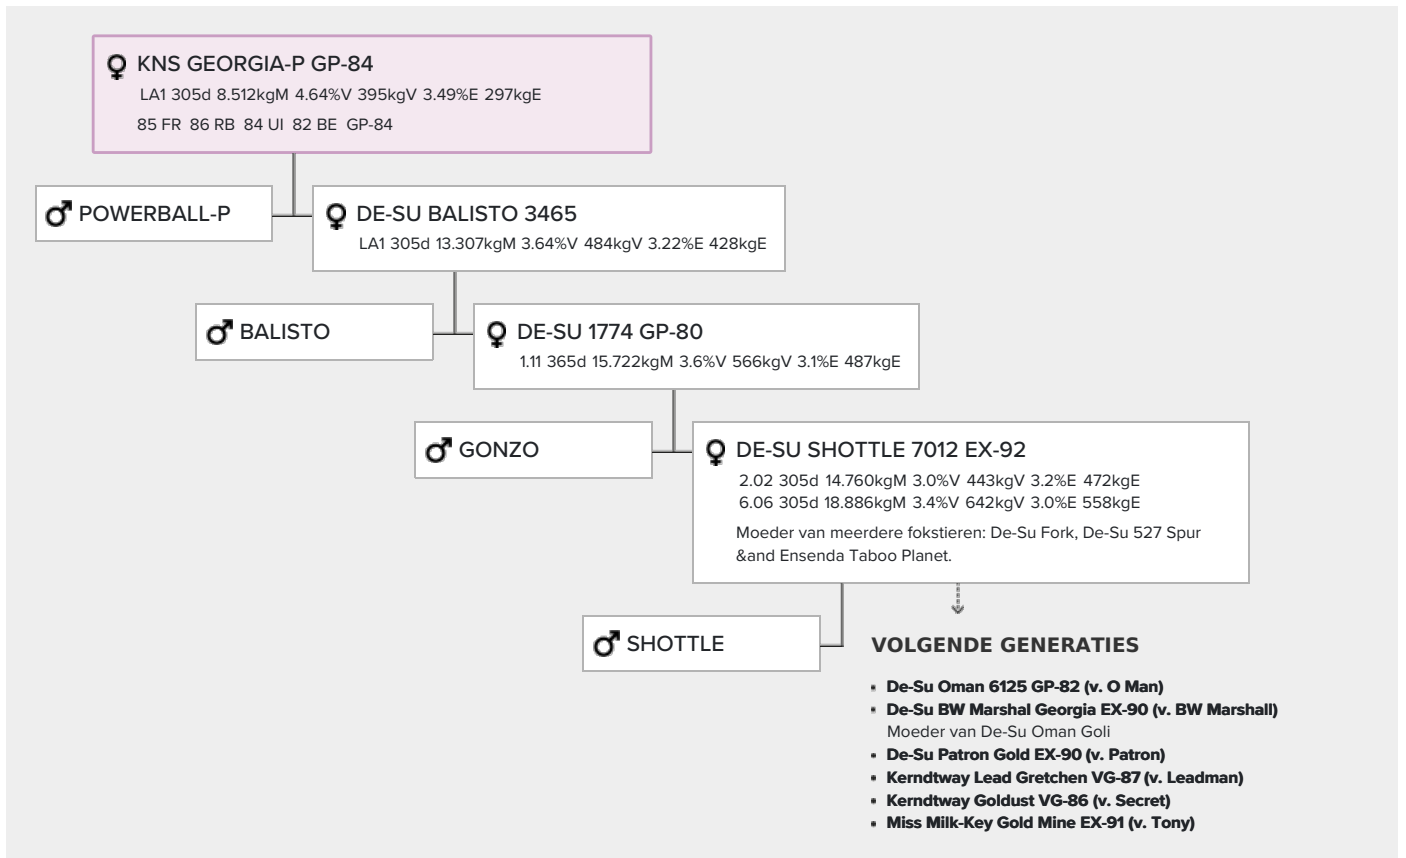 KNS GEORGIA-P GP-84
LA1 305d 8.512kgM 4.64%V 395kgV 3.49%E 297kgE
85 FR 86 RB 84 UI 82 BE GP-84
POWERBALL-P
DE-SU BALISTO 3465
LA1 305d 13.307kgM 3.64%V 484kgV 3.22%E 428kgE
BALISTO
DE-SU 1774 GP-80
1.11 365d 15.722kgM 3.6%V 566kgV 3.1%E 487kgE
GONZO
DE-SU SHOTTLE 7012 EX-92
2.02 305d 14.760kgM 3.0%V 443kgV 3.2%E 472kgE
6.06 305d 18.886kgM 3.4%V 642kgV 3.0%E 558kgE
Moeder van meerdere fokstieren: De-Su Fork, De-Su 527 Spur
&and Ensenda Taboo Planet.
SHOTTLE
VOLGENDE GENERATIES
De-Su Oman 6125 GP-82 (v. O Man)
De-Su BW Marshal Georgia EX-90 (v. BW Marshall)
Moeder van De-Su Oman Goli
De-Su Patron Gold EX-90 (v. Patron)
Kerndtway Lead Gretchen VG-87 (v. Leadman)
Kerndtway Goldust VG-86 (v. Secret)
Miss Milk-Key Gold Mine EX-91 (v. Tony)